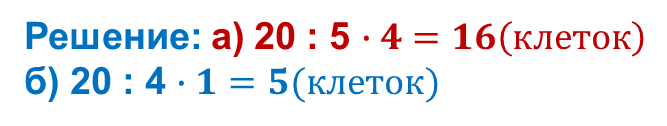 Решение: а) 20 : 5 · 4 = 16(клеток)
б) 20 : 4 · 1 = 5(клеток)